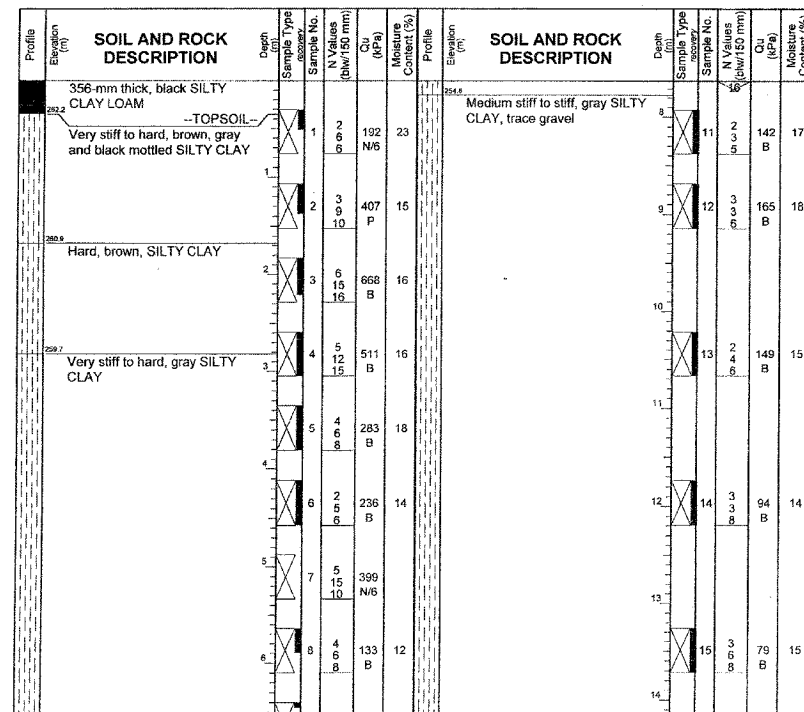 Profile
Elevation
(m)
SOIL AND ROCK
DESCRIPTION
Depth
(m)
Sample Type
recovery
Sample No.
N Values
(blw/150 mm)
Qu
(kPa)
Moisture
Content (%)
356-mm thick, black SILTY
CLAY LOAM
262.2
--TOPSOIL--
Very stiff to hard, brown, gray
and black mottled SILTY CLAY
1
2
6
6
192
N/6
23
1
2
3
9
10
407
P
15
260.9
Hard, brown, SILTY CLAY
2
3
6
15
16
668
B
16
259.7
Very stiff to hard, gray SILTY
CLAY
3
4
5
12
15
511
B
16
5
4
6
8
283
B
18
4
6
2
5
6
236
B
14
5
7
5
15
10
399
N/6
6
8
4
6
8
133
B
12
Profile
Elevation
(m)
SOIL AND ROCK
DESCRIPTION
Depth
(m)
Sample Type
recovery
Sample No.
N Values
(blw/150 mm)
Qu
(kPa)
Moisture
Content (%)
16
254.6
Medium stiff to stiff, gray SILTY
CLAY, trace gravel
8
11
2
3
5
142
B
17
9
12
3
3
6
165
B
18
10
13
2
4
6
149
B
15
11
12
14
3
3
8
94
B
14
13
15
3
6
8
79
B
15
14